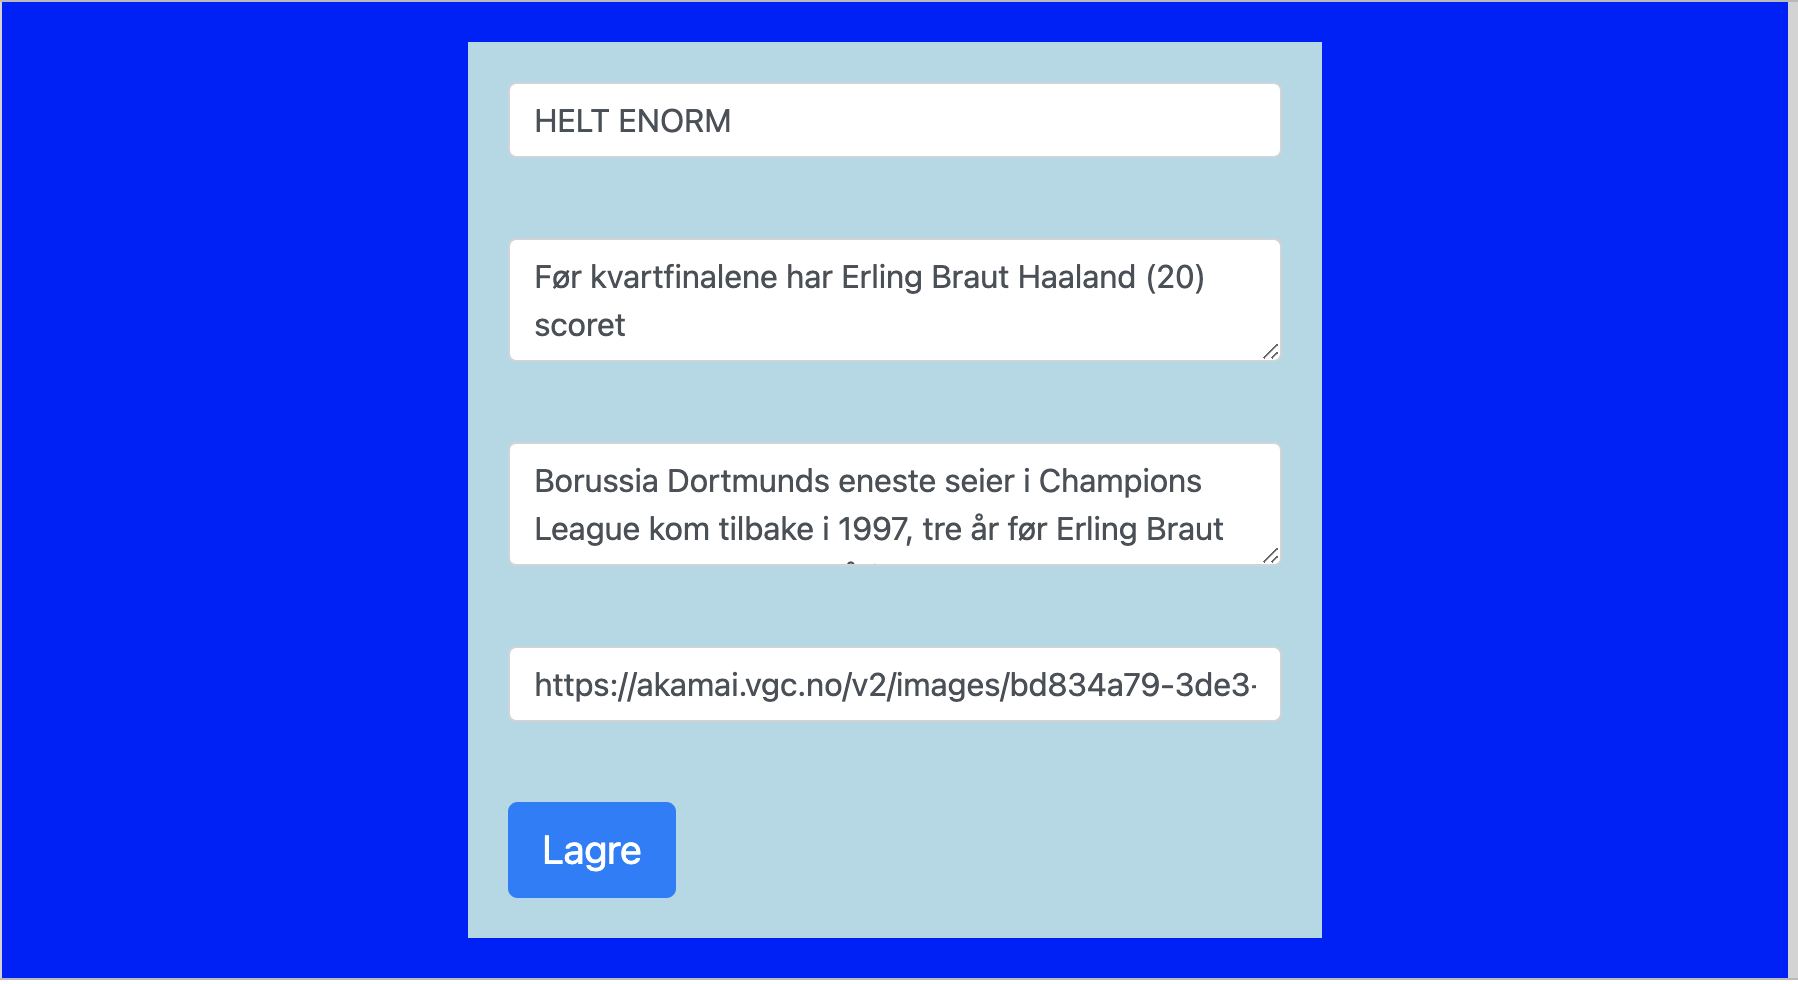 HELT ENORM
Før kvartfinalene har Erling Braut Haaland (20)
scoret
Borussia Dortmunds eneste seier i Champions
League kom tilbake i 1997, tre år før Erling Braut
https://akamai.vgc.no/v2/images/bd834a79-3de3-
Lagre